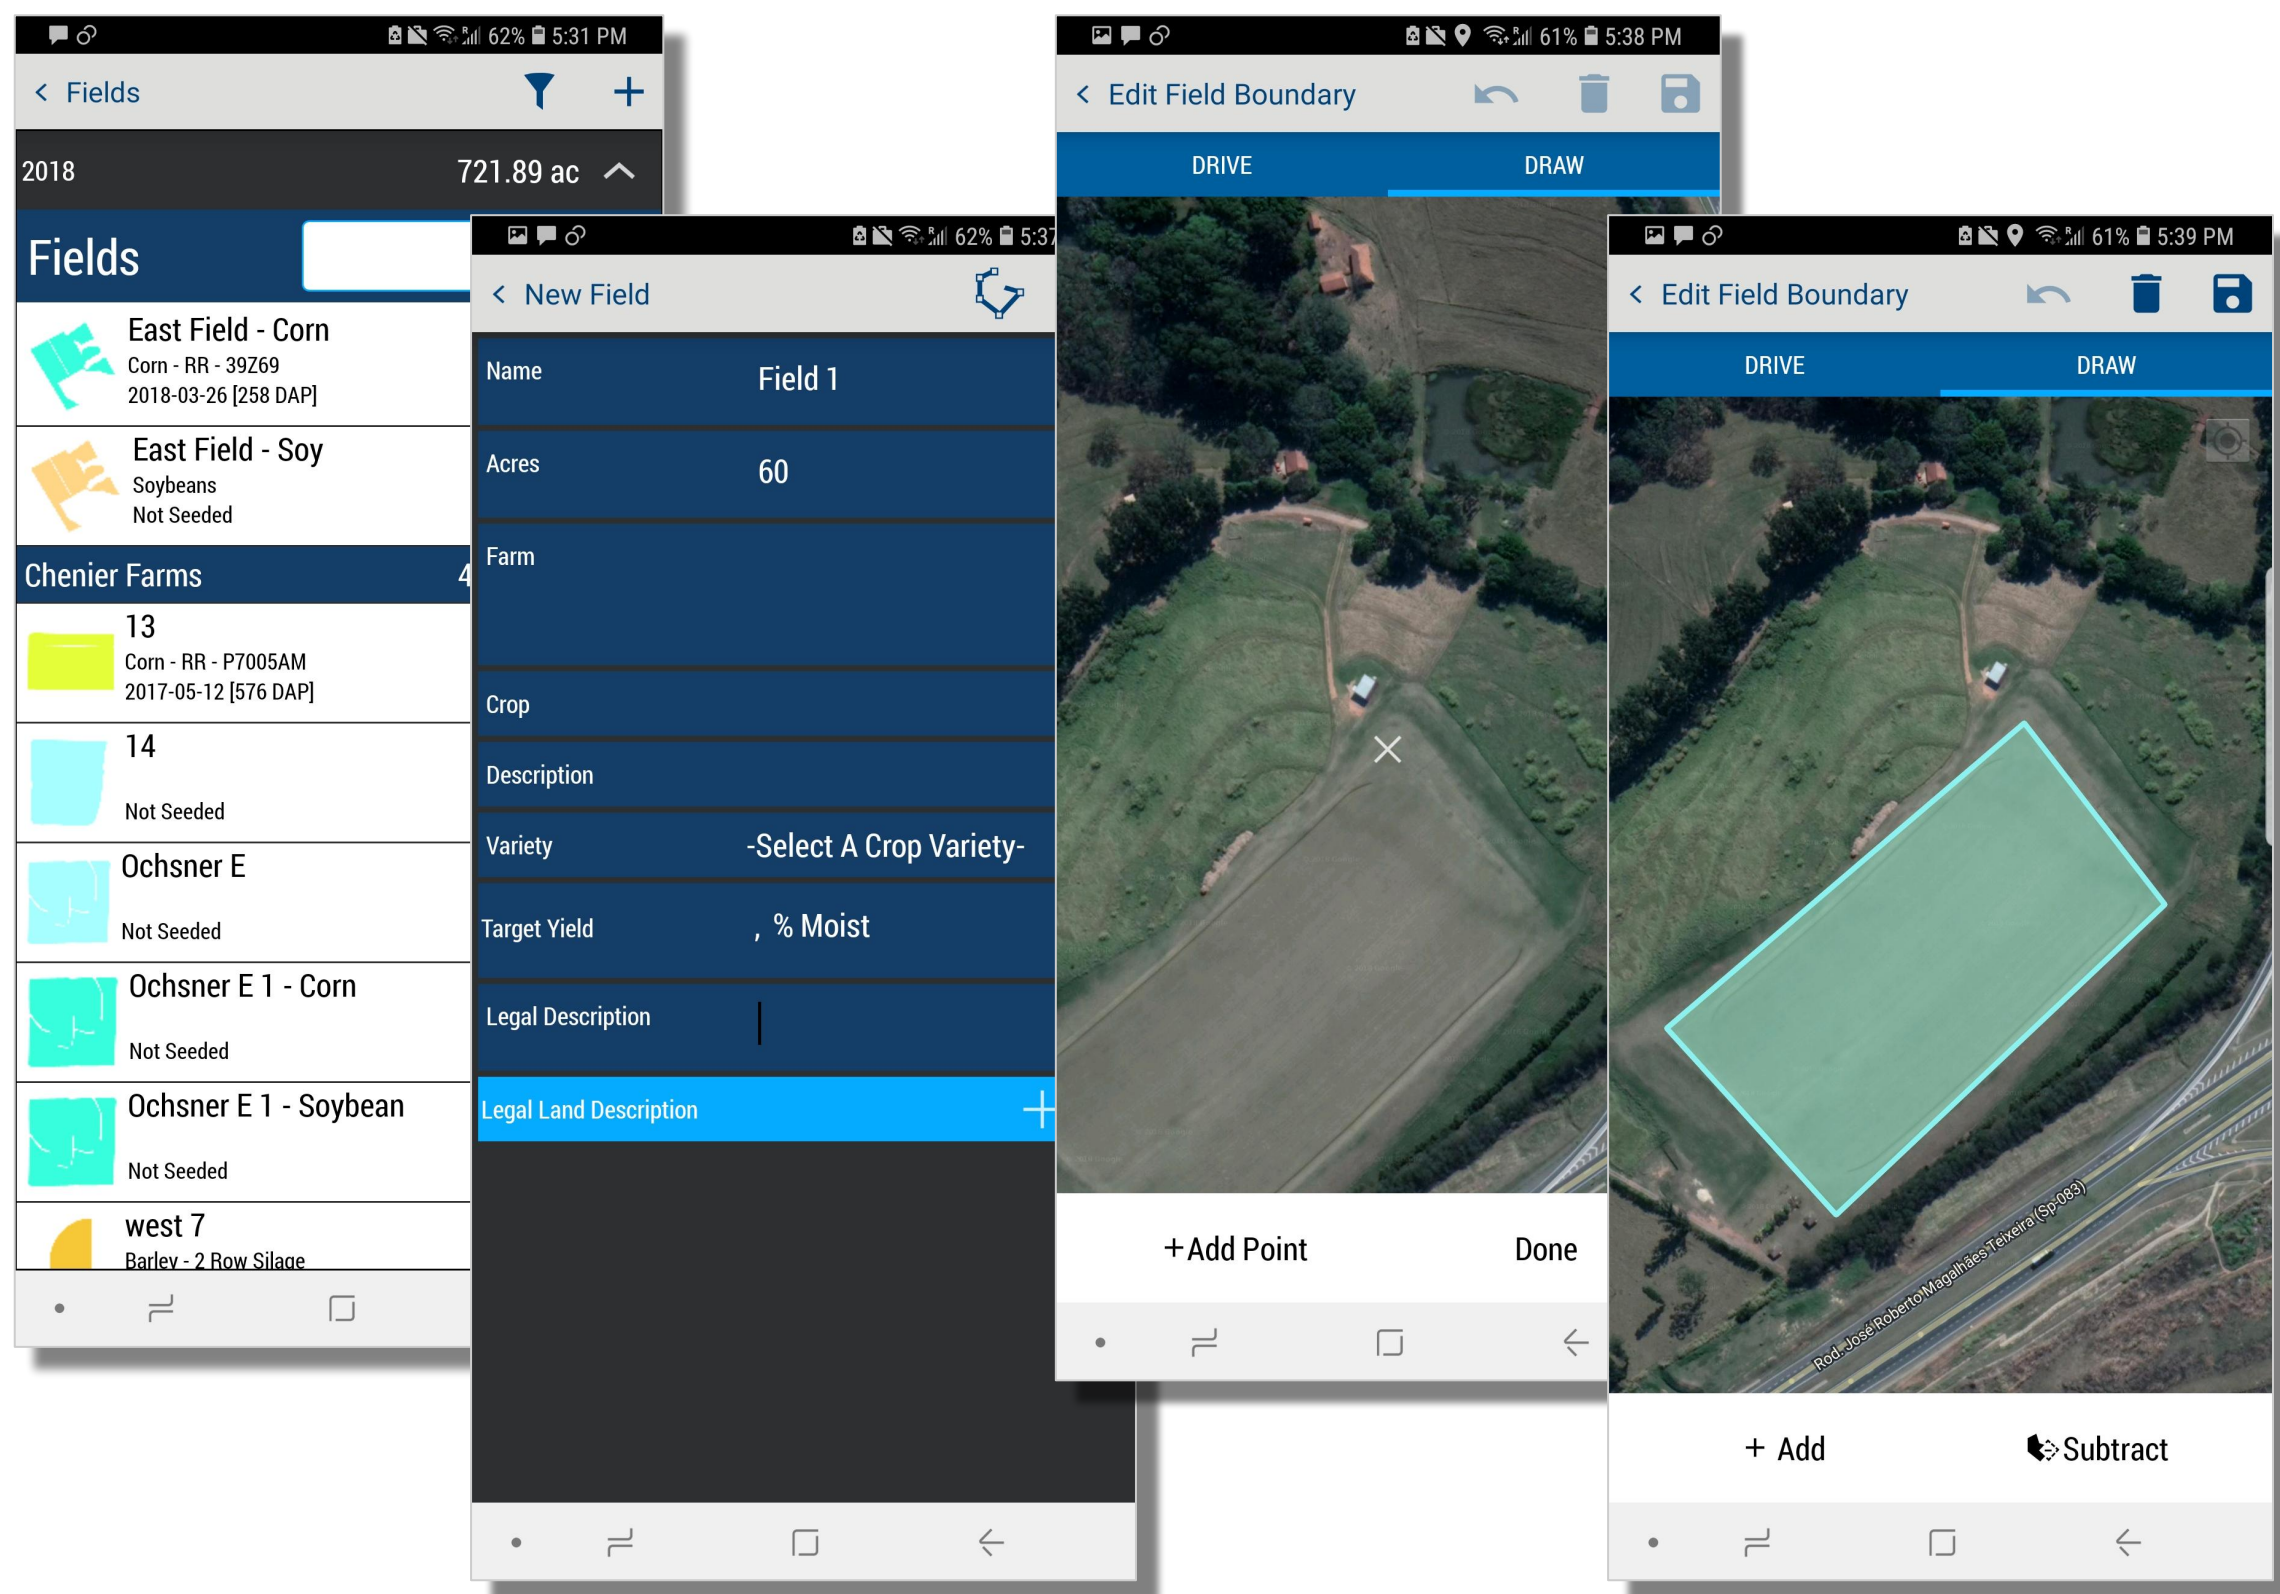 62% 5:31 PM
< Fields
2018 721.89 ac
Fields
East Field - Corn
Corn - RR - 39Z69
2018-03-26 [258 DAP]
East Field - Soy
Soybeans
Not Seeded
Chenier Farms 4
13
Corn - RR - P7005AM
2017-05-12 [576 DAP]
14
Not Seeded
Ochsner E
Not Seeded
Ochsner E 1 - Corn
Not Seeded
Ochsner E 1 - Soybean
Not Seeded
west 7
Barley - 2 Row Silage
62% 5:37
< New Field
Name Field 1
Acres 60
Farm
Crop
Description
Variety -Select A Crop Variety-
Target Yield , % Moist
Legal Description
Legal Land Description +
61% 5:38 PM
< Edit Field Boundary
DRIVE DRAW
+Add Point Done
61% 5:39 PM
< Edit Field Boundary
DRIVE DRAW
Rod. José Roberto Magalhães Teixeira (Sp-083)
+ Add Subtract